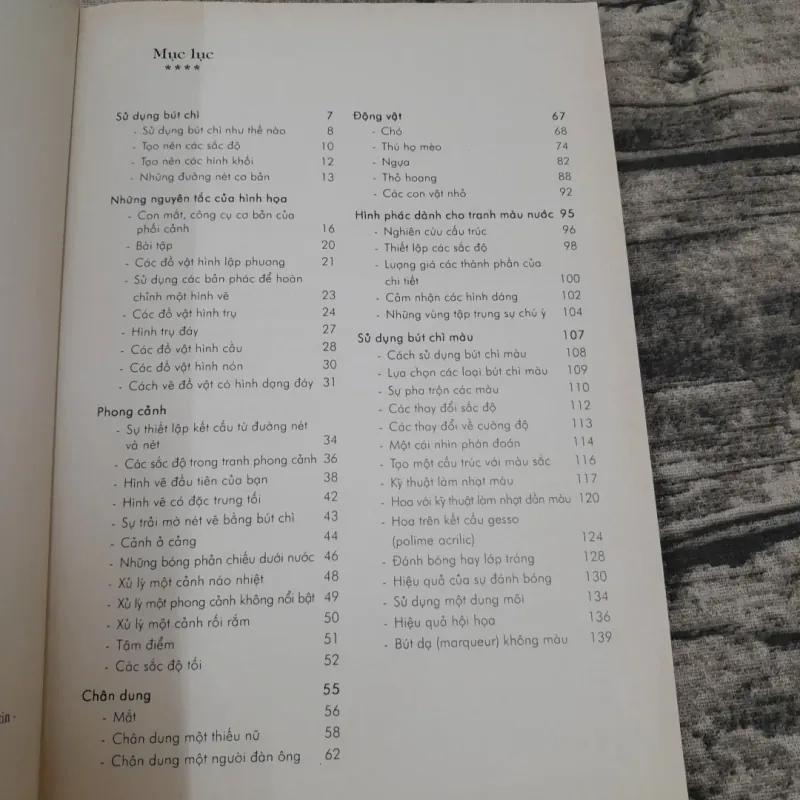 Mục lục
****
Sử dụng bút chì 7
- Sử dụng bút chì như thế nào 8
- Tạo nên các sắc độ 10
- Tạo nên các hình khối 12
- Những đường nét cơ bản 13
Những nguyên tắc của hình họa
- Con mắt, công cụ cơ bản của
phối cảnh 16
- Bài tập 20
- Các đồ vật hình lập phương 21
- Sử dụng các bản phác để hoàn
chỉnh một hình vẽ 23
- Các đồ vật hình trụ 24
- Hình trụ đáy 27
- Các đồ vật hình cầu 28
- Các đồ vật hình nón 30
- Cách vẽ đồ vật có hình dạng đáy 31
Phong cảnh
- Sự thiết lập kết cấu từ đường nét
và nét 34
- Các sắc độ trong tranh phong cảnh 36
- Hình vẽ đầu tiên của bạn 38
- Hình vẽ có đặc trưng tối 42
- Sự trải mờ nét vẽ bằng bút chì 43
- Cảnh ở cảng 44
- Những bóng phản chiếu dưới nước 46
- Xử lý một cảnh náo nhiệt 48
- Xử lý một phong cảnh không nổi bật 49
- Xử lý một cảnh rối rắm 50
- Tâm điểm 51
- Các sắc độ tối 52
Chân dung 55
- Mắt 56
- Chân dung một thiếu nữ 58
- Chân dung một người đàn ông 62
Động vật 67
- Chó 68
- Thú họ mèo 74
- Ngựa 82
- Thỏ hoang 88
- Các con vật nhỏ 92
Hình phác dành cho tranh màu nước 95
- Nghiên cứu cấu trúc 96
- Thiết lập các sắc độ 98
- Lượng giá các thành phần của
chi tiết 100
- Cảm nhận các hình dáng 102
- Những vùng tập trung sự chú ý 104
Sử dụng bút chì màu 107
- Cách sử dụng bút chì màu 108
- Lựa chọn các loại bút chì màu 109
- Sự pha trộn các màu 110
- Các thay đổi sắc độ 112
- Các thay đổi về cường độ 113
- Một cái nhìn phán đoán 114
- Tạo một cấu trúc với màu sắc 116
- Kỹ thuật làm nhạt màu 117
- Hoa với kỹ thuật làm nhạt dần màu 120
- Hoa trên kết cấu gesso
(polime acrilic) 124
- Đánh bóng hay lớp tráng 128
- Hiệu quả của sự đánh bóng 130
- Sử dụng một dung môi 134
- Hiệu quả hội họa 136
- Bút dạ (marqueur) không màu 139